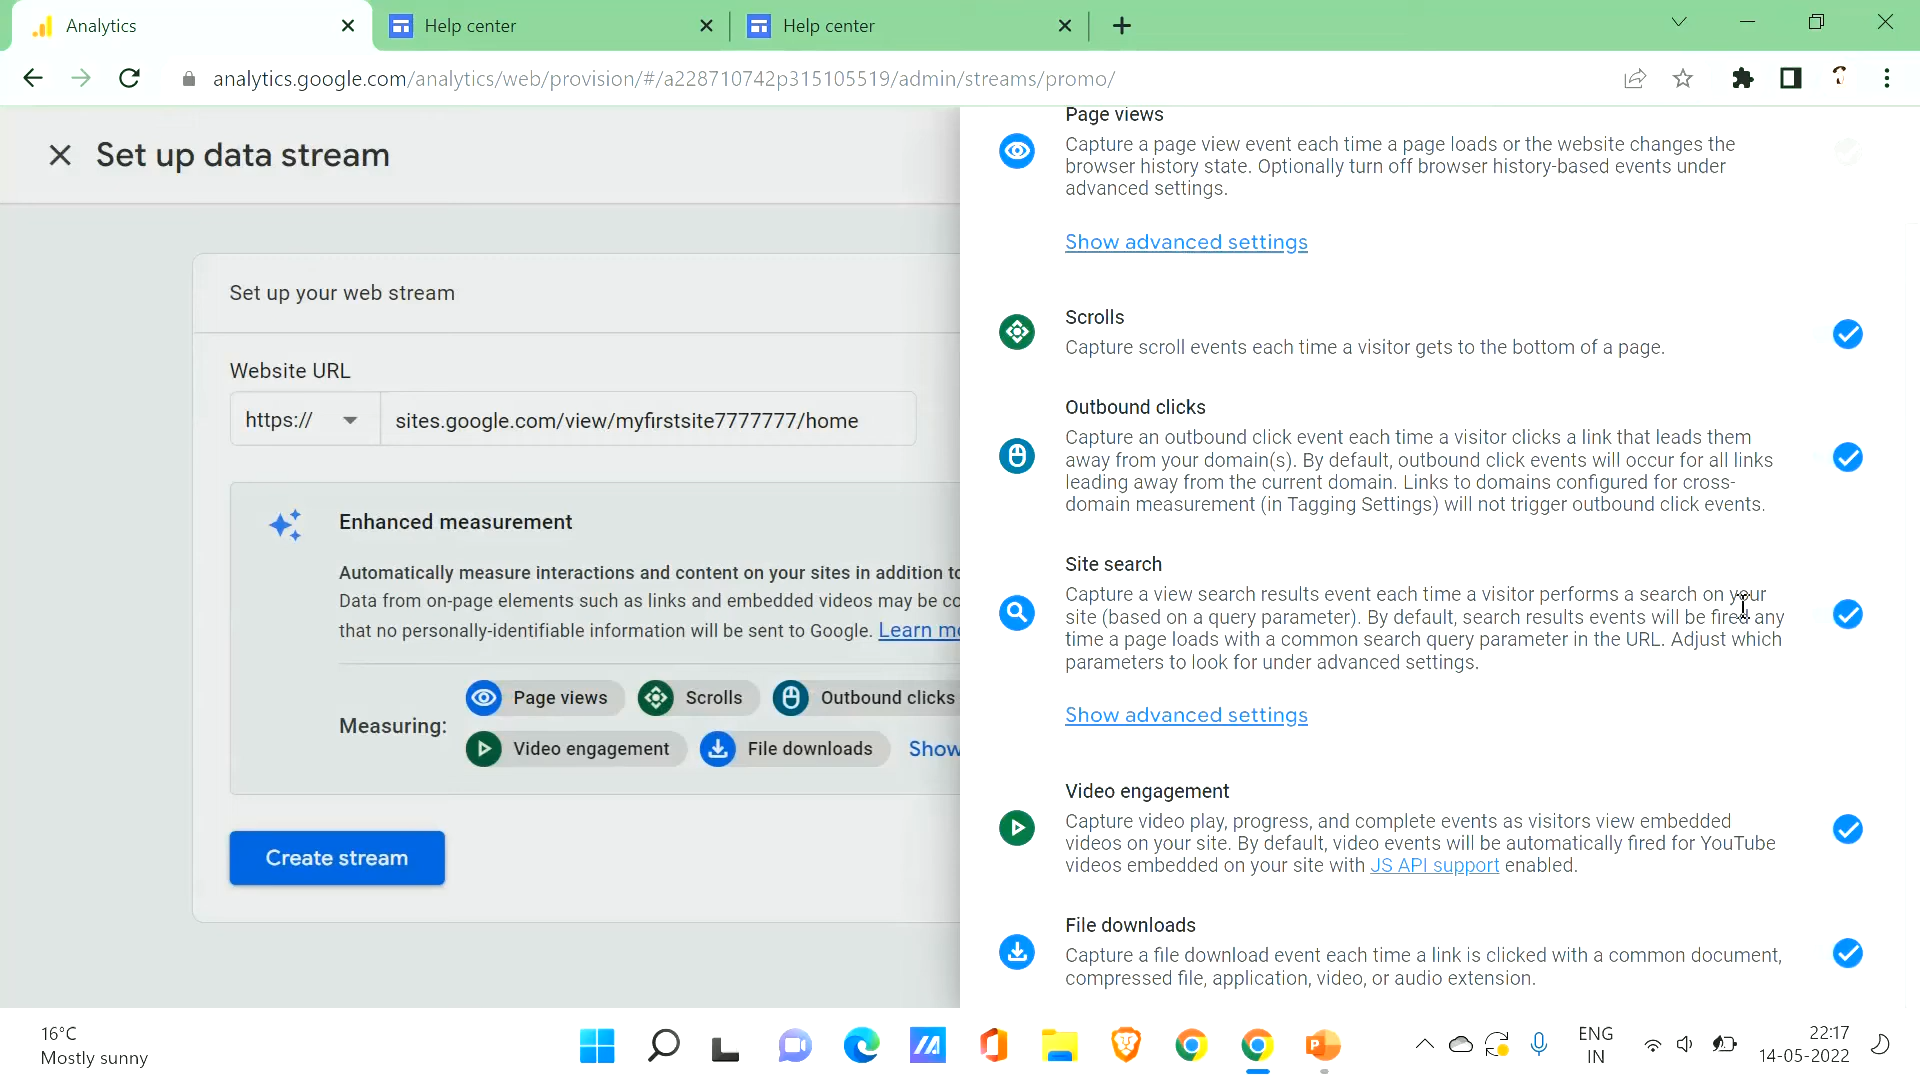 Analytics
Help center
Help center
analytics.google.com/analytics/web/provision/#/a228710742p315105519/admin/streams/promo/
Set up data stream
Set up your web stream
Website URL
https://
sites.google.com/view/myfirstsite7777777/home
Enhanced measurement
Automatically measure interactions and content on your sites in addition to
Data from on-page elements such as links and embedded videos may be co
that no personally-identifiable information will be sent to Google. Learn mo
Measuring:
Page views
Scrolls
Outbound clicks
Video engagement
File downloads
Show
Create stream
Page views
Capture a page view event each time a page loads or the website changes the
browser history state. Optionally turn off browser history-based events under
advanced settings.
Show advanced settings
Scrolls
Capture scroll events each time a visitor gets to the bottom of a page.
Outbound clicks
Capture an outbound click event each time a visitor clicks a link that leads them
away from your domain(s). By default, outbound click events will occur for all links
leading away from the current domain. Links to domains configured for cross-
domain measurement (in Tagging Settings) will not trigger outbound click events.
Site search
Capture a view search results event each time a visitor performs a search on your
site (based on a query parameter). By default, search results events will be fired any
time a page loads with a common search query parameter in the URL. Adjust which
parameters to look for under advanced settings.
Show advanced settings
Video engagement
Capture video play, progress, and complete events as visitors view embedded
videos on your site. By default, video events will be automatically fired for YouTube
videos embedded on your site with JS API support enabled.
File downloads
Capture a file download event each time a link is clicked with a common document,
compressed file, application, video, or audio extension.
16°C
Mostly sunny
ENG
IN
22:17
14-05-2022